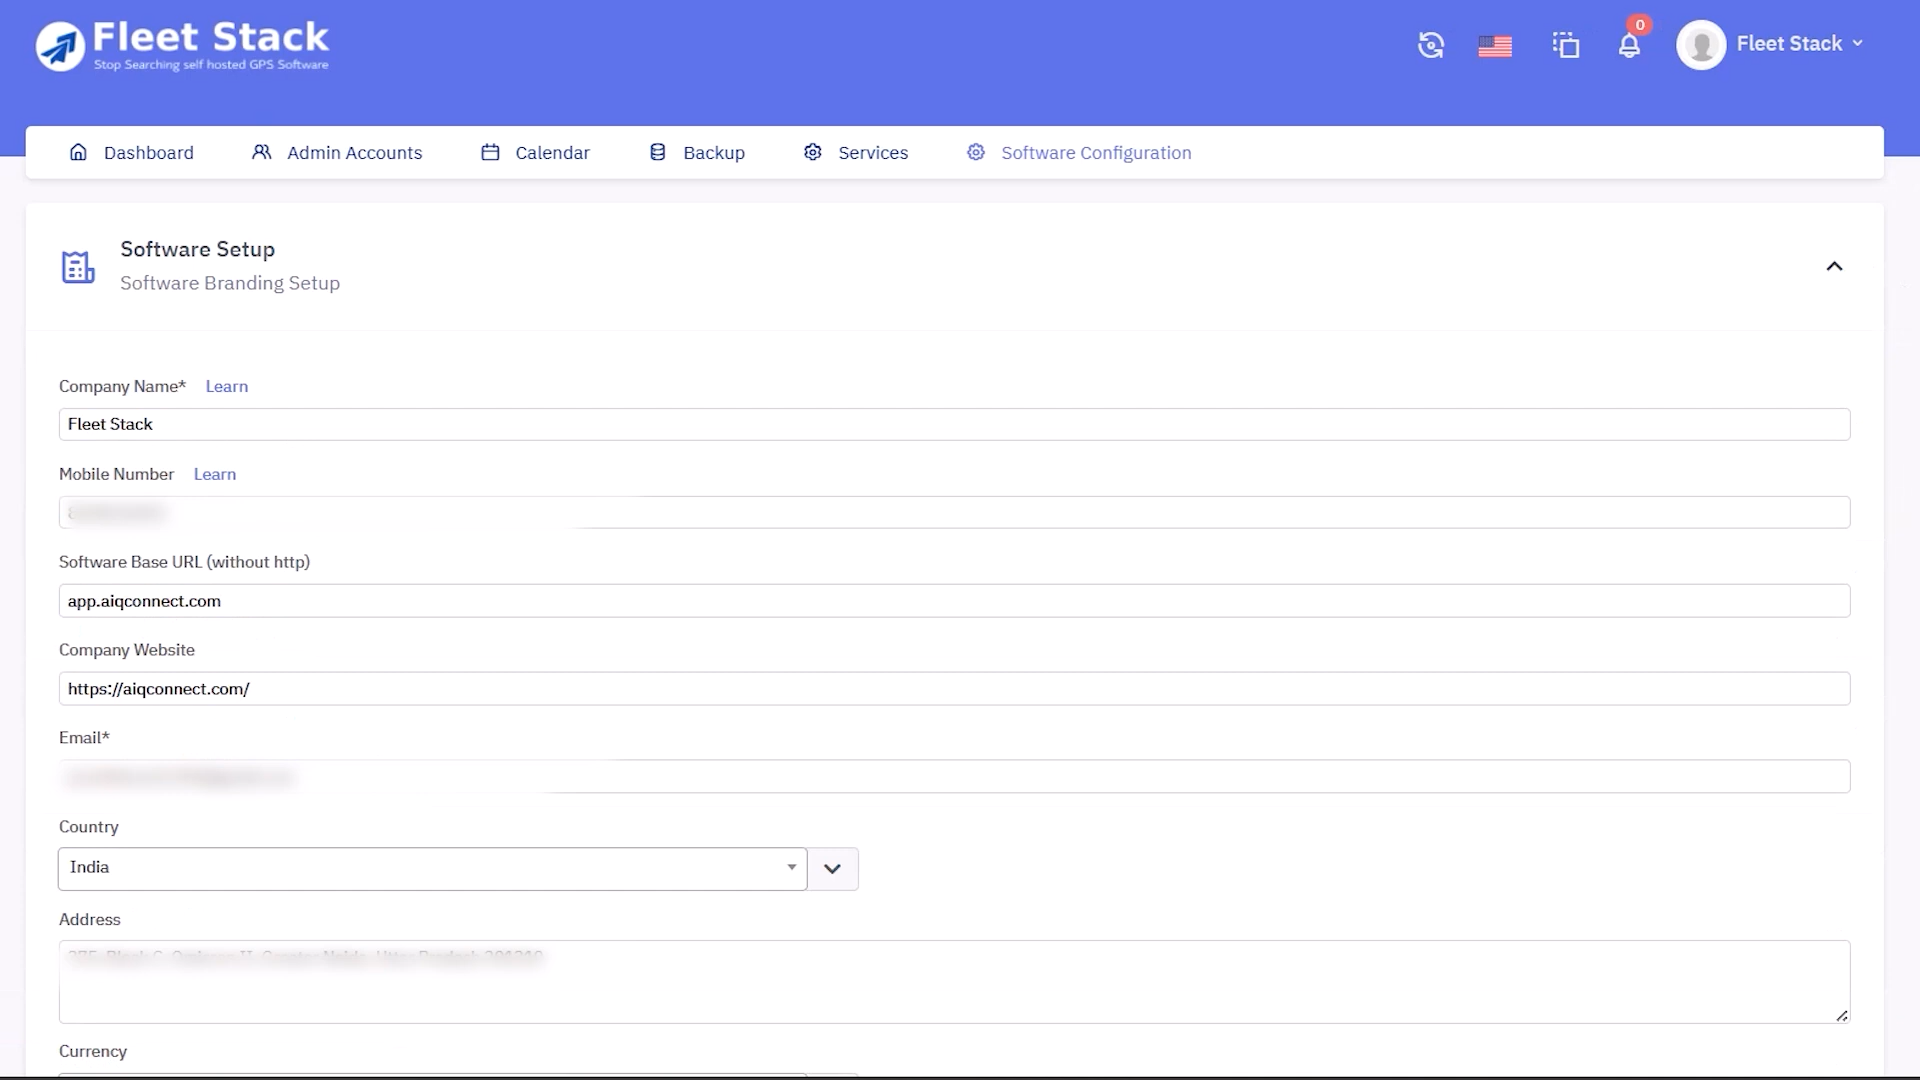 Fleet Stack
Stop Searching self hosted GPS Software
0
Fleet Stack
Dashboard
Admin Accounts
Calendar
Backup
Services
Software Configuration
Software Setup
Software Branding Setup
Company Name* Learn
Fleet Stack
Mobile Number Learn
Software Base URL (without http)
app.aiqconnect.com
Company Website
https://aiqconnect.com/
Email*
Country
India
Address
Currency